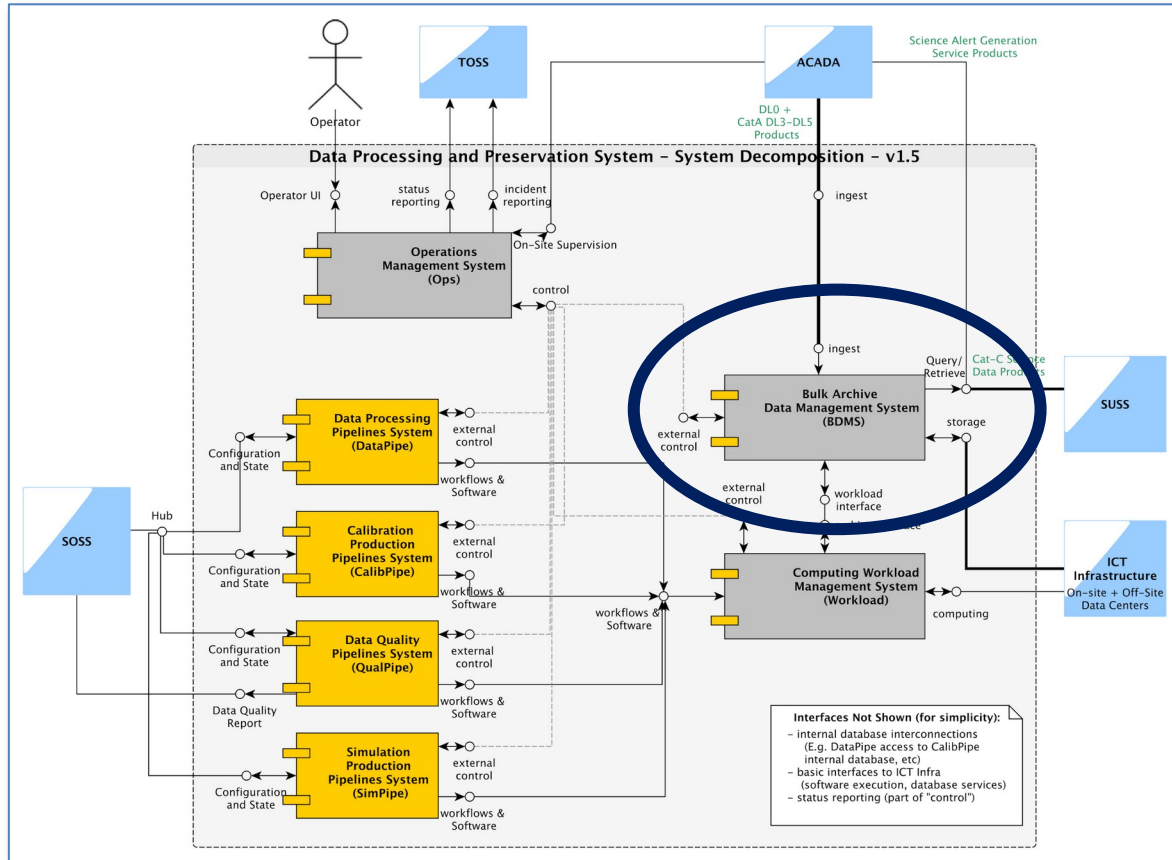 TOSS
ACADA
Science Alert Generation
Service Products
Operator
DL0 +
CatA DL3-DL5
Products
Data Processing and Preservation System - System Decomposition - v1.5
Operator UI
status
reporting
incident
reporting
ingest
On-Site Supervision
Operations
Management System
(Ops)
control
ingest
Query/
Retrieve
Cat-C Science
Data Products
SUSS
Bulk Archive
Data Management System
(BDMS)
external
control
storage
Data Processing
Pipelines System
(DataPipe)
external
control
Configuration
and State
workflows &
Software
external
control
workload
interface
SOSS
Hub
Calibration
Production
Pipelines System
(CalibPipe)
external
control
Configuration
and State
workflows &
Software
workflows &
Software
Computing Workload
Management System
(Workload)
computing
ICT
Infrastructure
On-site + Off-Site
Data Centers
Data Quality
Pipelines System
(QualPipe)
external
control
Configuration
and State
workflows &
Software
Data Quality
Report
Simulation
Production
Pipelines System
(SimPipe)
external
control
Configuration
and State
workflows &
Software
Interfaces Not Shown (for simplicity):
- internal database interconnections
(E.g. DataPipe access to CalibPipe
internal database, etc)
- basic interfaces to ICT Infra
(software execution, database services)
- status reporting (part of "control")